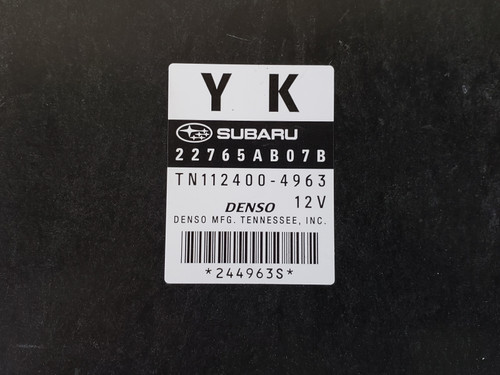 Y K
SUBARU
22765AB07B
TN112400-4963
DENSO 12V
DENSO MFG. TENNESSEE, INC.
*244963S*